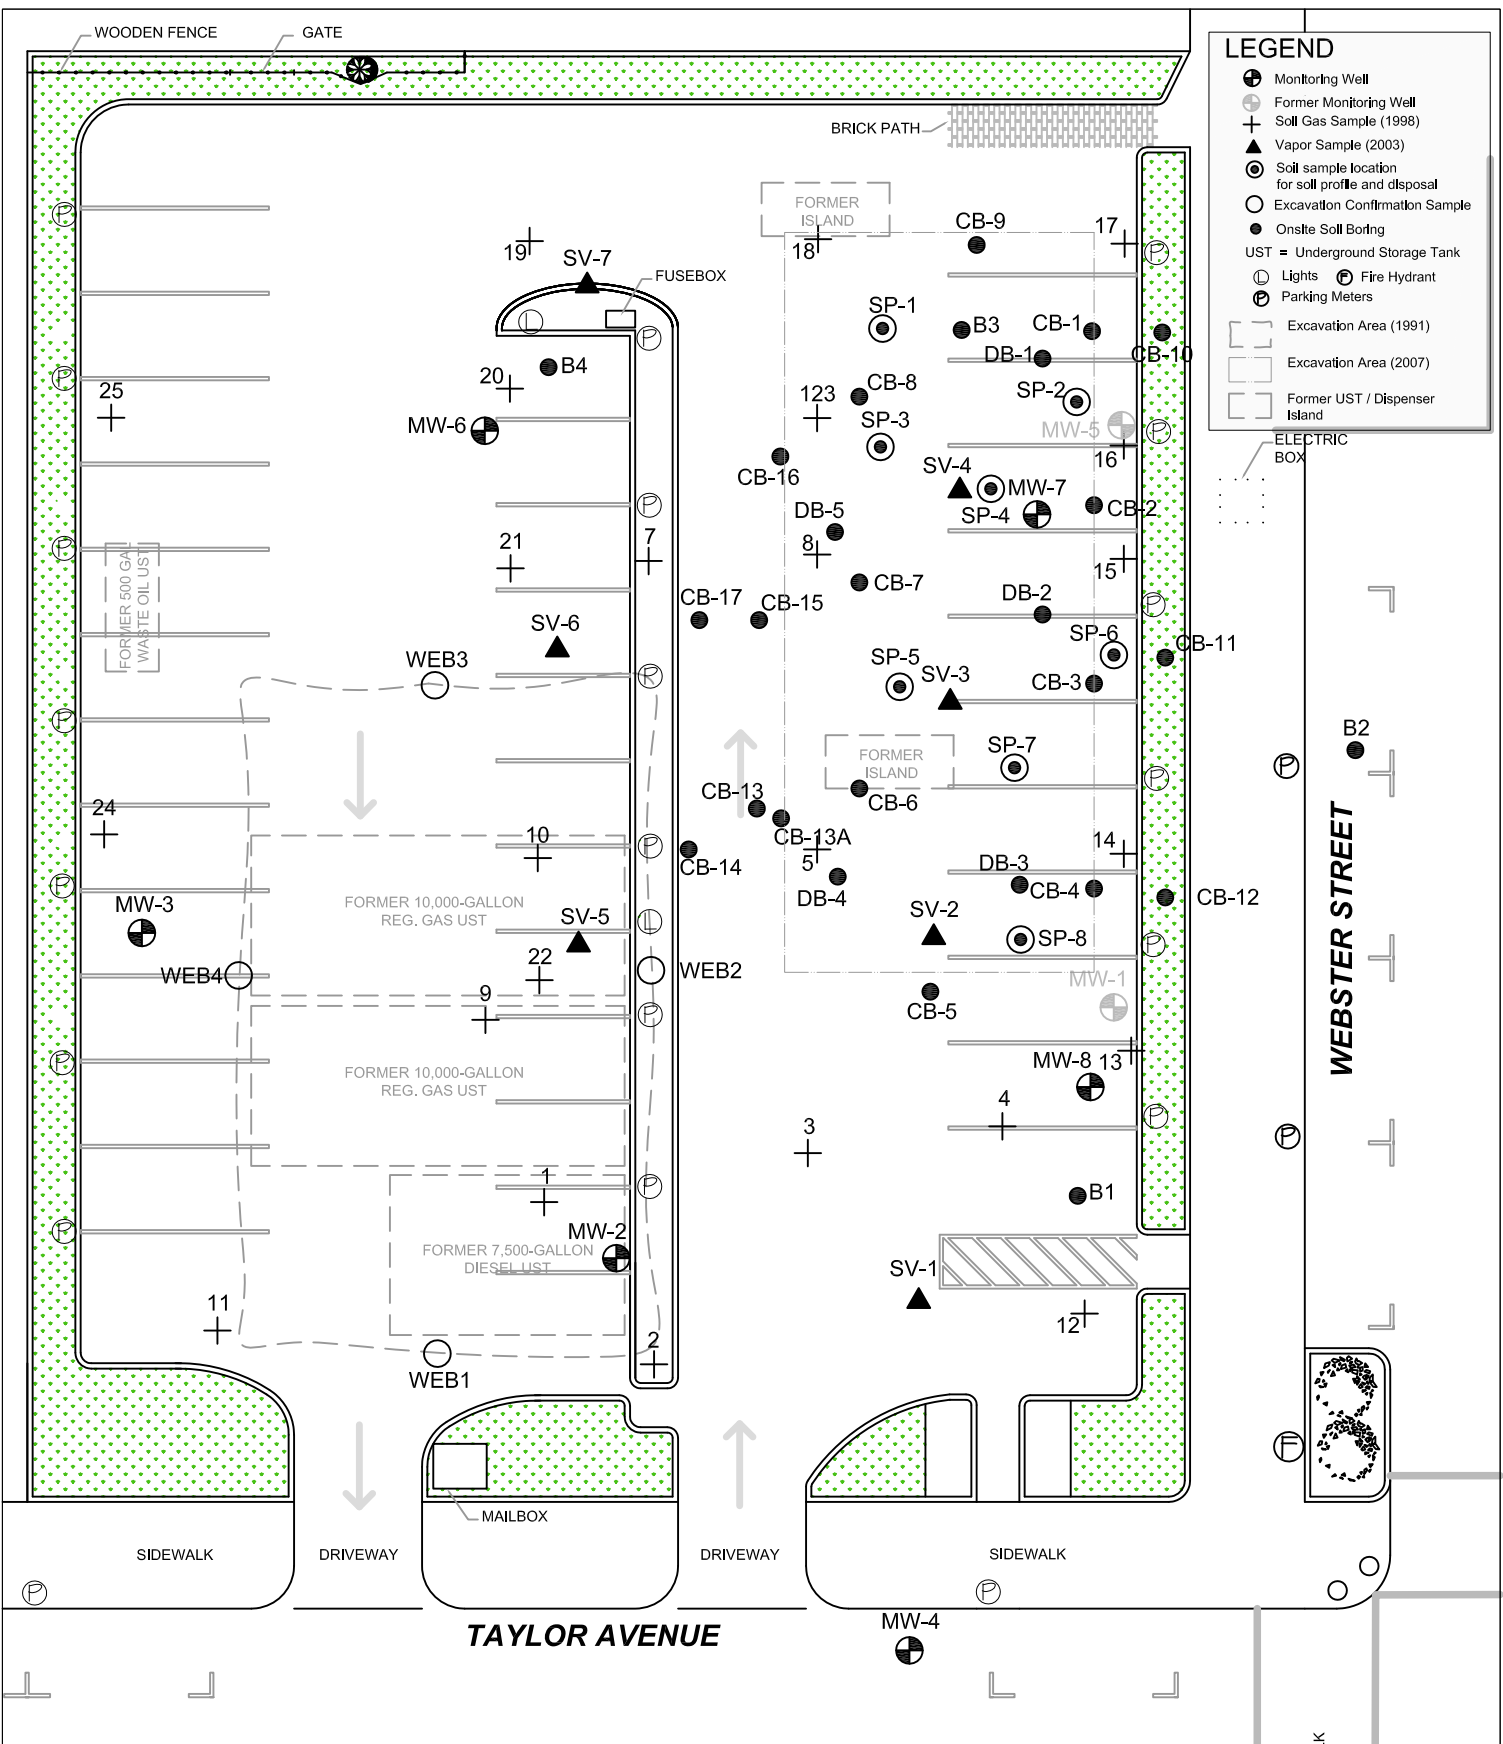 WOODEN FENCE
GATE
LEGEND
Monitoring Well
Former Monitoring Well
Soil Gas Sample (1998)
Vapor Sample (2003)
Soil sample location
for soil profile and disposal
Excavation Confirmation Sample
Onsite Soil Boring
UST = Underground Storage Tank
L Lights
F Fire Hydrant
P Parking Meters
Excavation Area (1991)
Excavation Area (2007)
Former UST / Dispenser
Island
BRICK PATH
FORMER
ISLAND
19
SV-7
FUSEBOX
18
CB-9
17
SP-1
B3
CB-1
CB-10
DB-1
L
B4
20
25
MW-6
123
CB-8
SP-2
SP-3
MW-5
16
ELECTRIC
BOX
CB-16
SV-4
MW-7
SP-4
CB-2
DB-5
8
7
21
15
FORMER 500 GAL
WASTE OIL UST
CB-7
CB-17
CB-15
DB-2
SV-6
SP-6
CB-11
WEB3
SP-5
SV-3
CB-3
B2
FORMER
ISLAND
SP-7
CB-6
CB-13
CB-13A
24
10
CB-14
5
14
DB-4
DB-3
CB-4
CB-12
WEBSTER STREET
MW-3
FORMER 10,000-GALLON
REG. GAS UST
SV-5
L
SV-2
SP-8
WEB4
22
WEB2
9
CB-5
MW-1
FORMER 10,000-GALLON
REG. GAS UST
MW-8
13
3
4
1
B1
MW-2
FORMER 7,500-GALLON
DIESEL UST
SV-1
11
12
2
WEB1
F
MAILBOX
SIDEWALK
DRIVEWAY
DRIVEWAY
SIDEWALK
P
P
TAYLOR AVENUE
MW-4